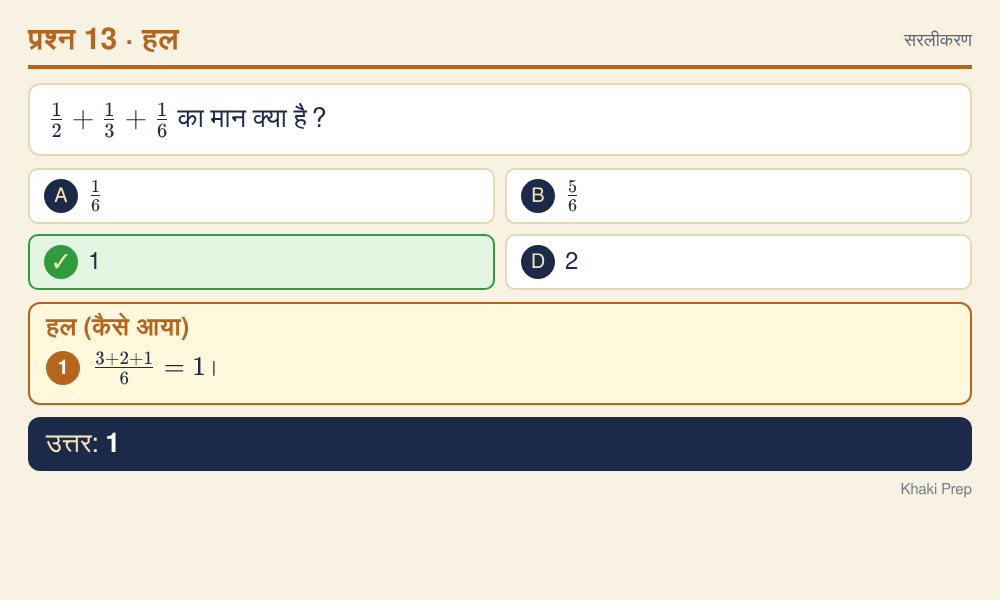 प्रश्न 13 · हल
सरलीकरण
1/2 + 1/3 + 1/6 का मान क्या है ?
A 1/6
B 5/6
✓ 1
D 2
हल (कैसे आया)
1 (3+2+1)/6 = 1।
उत्तर: 1
Khaki Prep